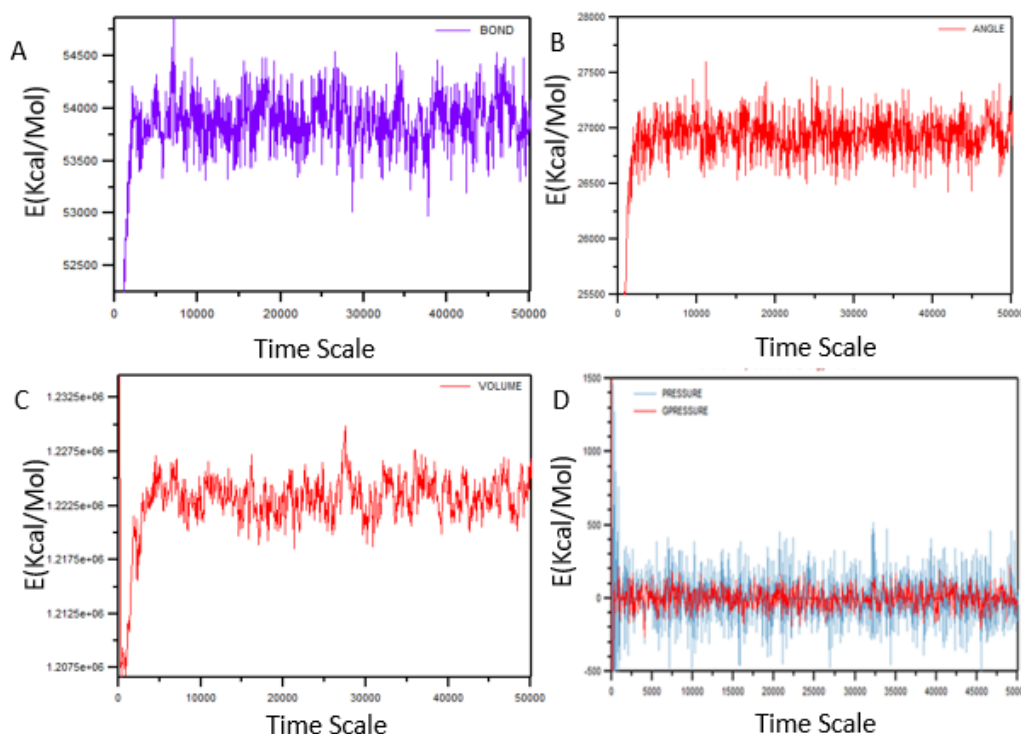 A
BOND
E(Kcal/Mol)
54500
54000
53500
53000
52500
0 10000 20000 30000 40000 50000
Time Scale
B
ANGLE
E(Kcal/Mol)
28000
27500
27000
26500
26000
25500
0 10000 20000 30000 40000 50000
Time Scale
C
VOLUME
E(Kcal/Mol)
1.2325e+06
1.2275e+06
1.2225e+06
1.2175e+06
1.2125e+06
1.2075e+06
0 10000 20000 30000 40000 50000
Time Scale
D
PRESSURE
GPRESSURE
E(Kcal/Mol)
1500
1000
500
0
-500
0 5000 10000 15000 20000 25000 30000 35000 40000 45000 50000
Time Scale